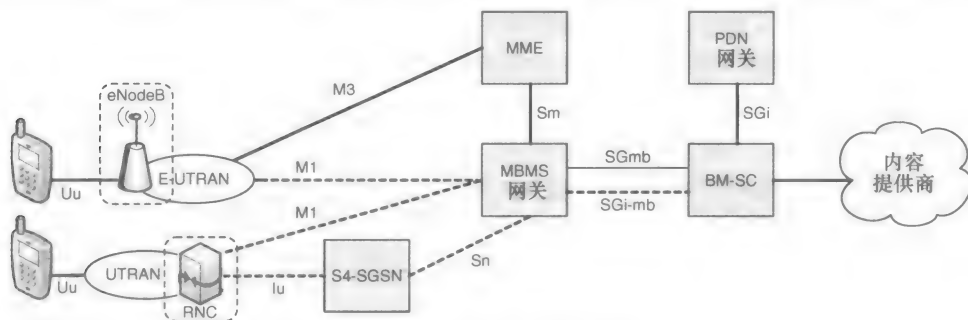 MME
PDN
网关
eNodeB
M3
Sm
SGi
Uu
E-UTRAN
M1
MBMS
网关
SGmb
SGi-mb
BM-SC
内容
提供商
M1
Uu
UTRAN
RNC
Iu
S4-SGSN
Sn